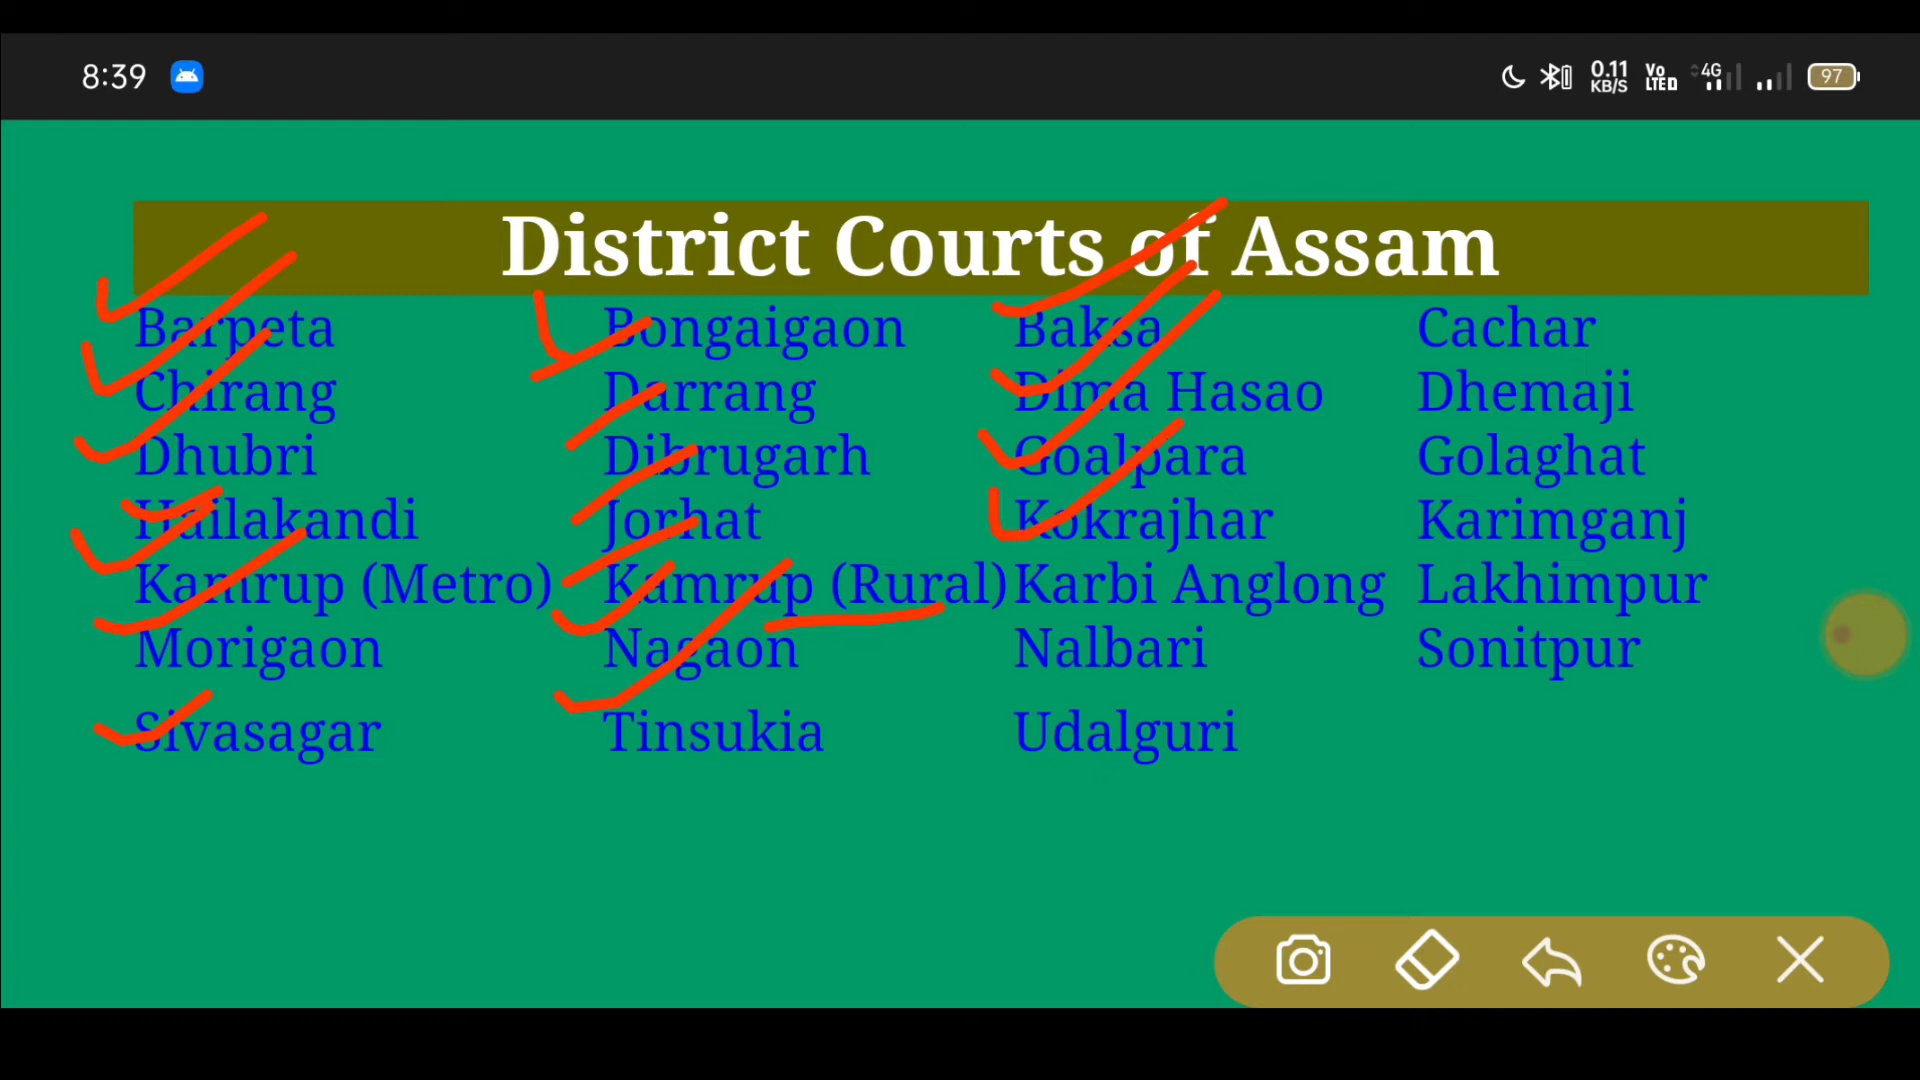 8:39 0.11 KB/S Vo LTED 4G 97
District Courts of Assam
Barpeta Bongaigaon Baksa Cachar
Chirang Darrang Dima Hasao Dhemaji
Dhubri Dibrugarh Goalpara Golaghat
Hailakandi Jorhat Kokrajhar Karimganj
Kamrup (Metro) Kamrup (Rural) Karbi Anglong Lakhimpur
Morigaon Nagaon Nalbari Sonitpur
Sivasagar Tinsukia Udalguri